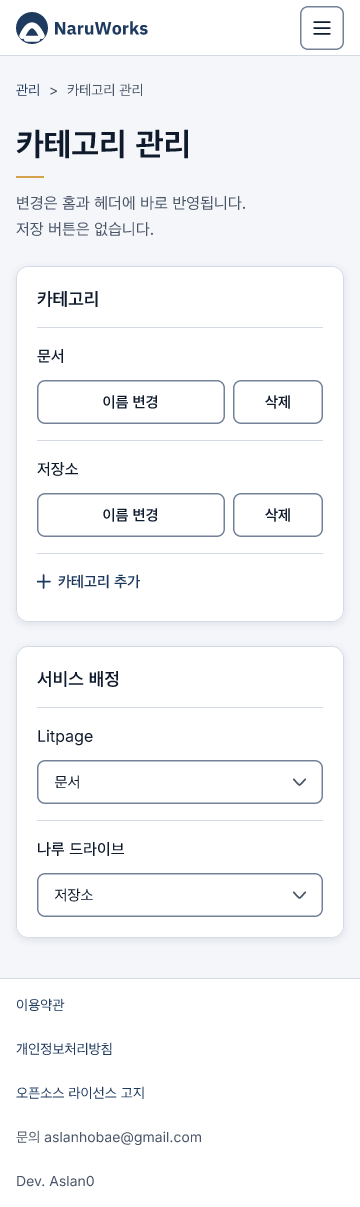 NaruWorks
관리 > 카테고리 관리
카테고리 관리
변경은 홈과 헤더에 바로 반영됩니다.
저장 버튼은 없습니다.
카테고리
문서
이름 변경 삭제
저장소
이름 변경 삭제
+ 카테고리 추가
서비스 배정
Litpage
문서
나루 드라이브
저장소
이용약관
개인정보처리방침
오픈소스 라이선스 고지
문의 aslanhobae@gmail.com
Dev. Aslan0